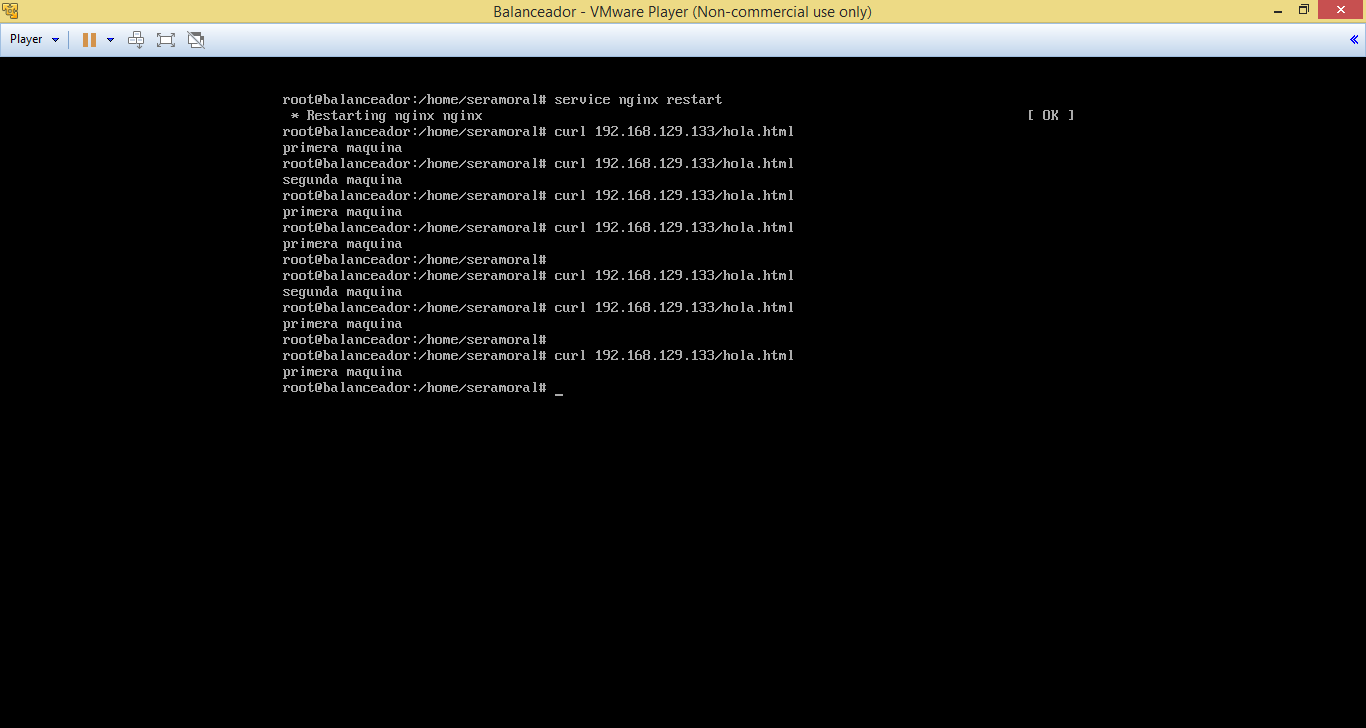 Balanceador - VMware Player (Non-commercial use only)
Player
root@balanceador:/home/seramoral# service nginx restart
* Restarting nginx nginx [ OK ]
root@balanceador:/home/seramoral# curl 192.168.129.133/hola.html
primera maquina
root@balanceador:/home/seramoral# curl 192.168.129.133/hola.html
segunda maquina
root@balanceador:/home/seramoral# curl 192.168.129.133/hola.html
primera maquina
root@balanceador:/home/seramoral# curl 192.168.129.133/hola.html
primera maquina
root@balanceador:/home/seramoral#
root@balanceador:/home/seramoral# curl 192.168.129.133/hola.html
segunda maquina
root@balanceador:/home/seramoral# curl 192.168.129.133/hola.html
primera maquina
root@balanceador:/home/seramoral#
root@balanceador:/home/seramoral# curl 192.168.129.133/hola.html
primera maquina
root@balanceador:/home/seramoral# _